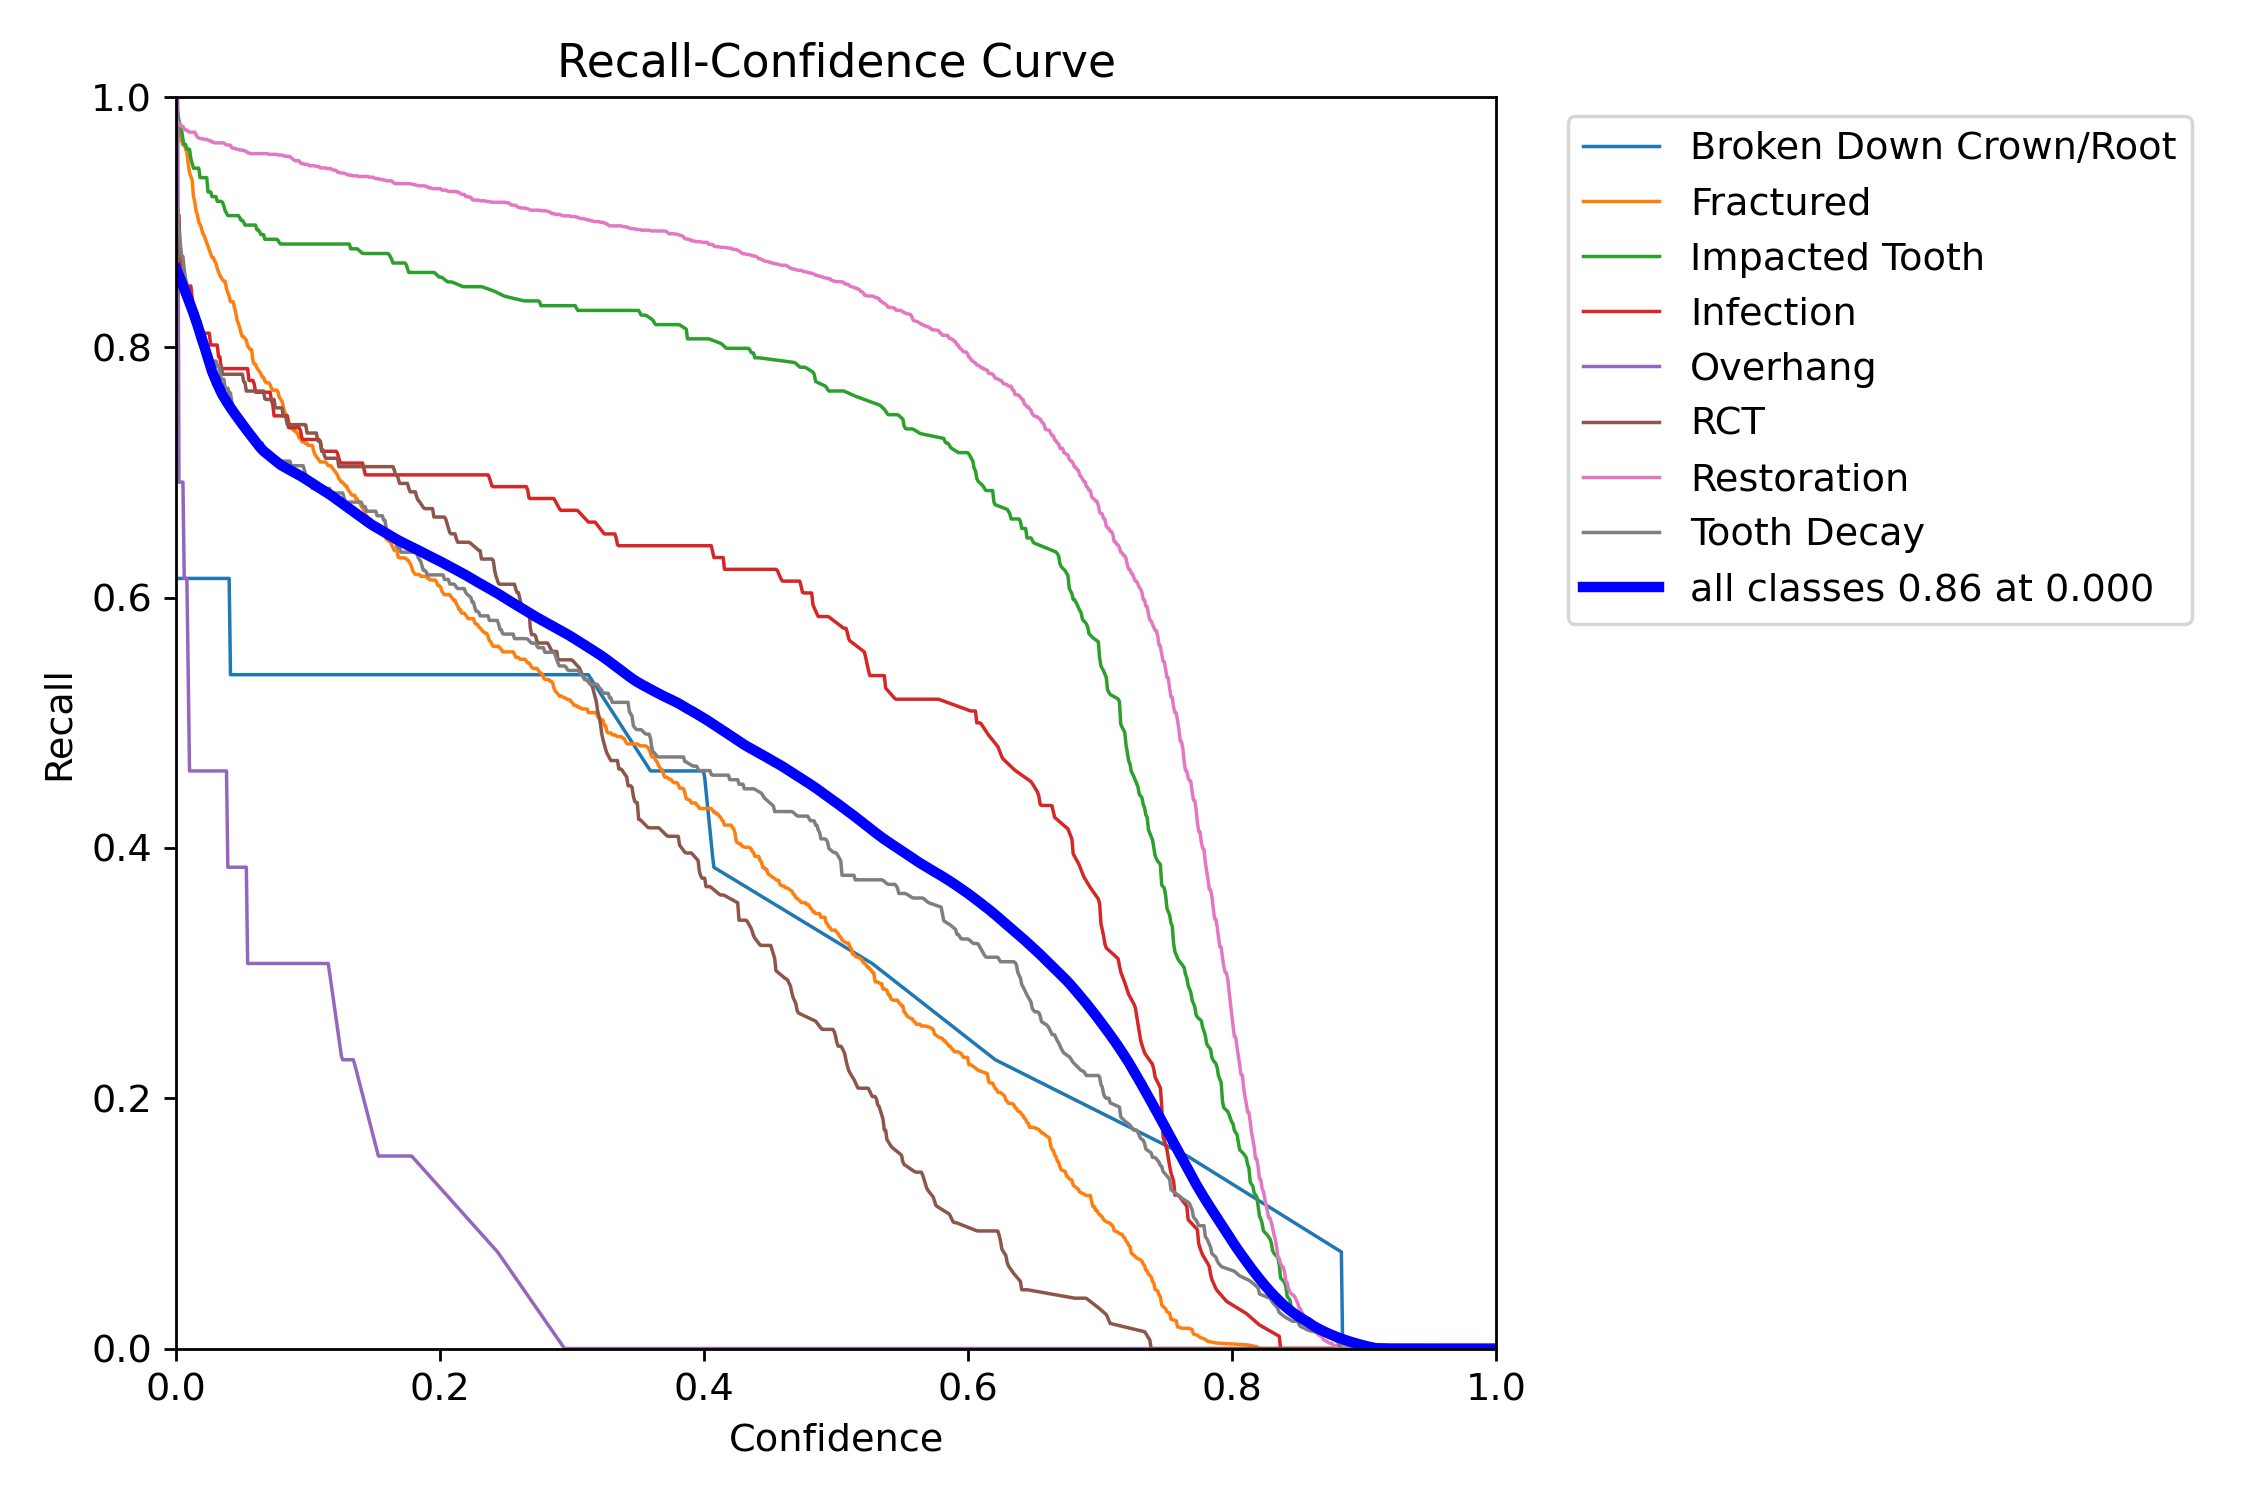 Recall-Confidence Curve
1.0
0.8
0.6
0.4
0.2
0.0
Recall
0.0 0.2 0.4 0.6 0.8 1.0
Confidence
Broken Down Crown/Root
Fractured
Impacted Tooth
Infection
Overhang
RCT
Restoration
Tooth Decay
all classes 0.86 at 0.000